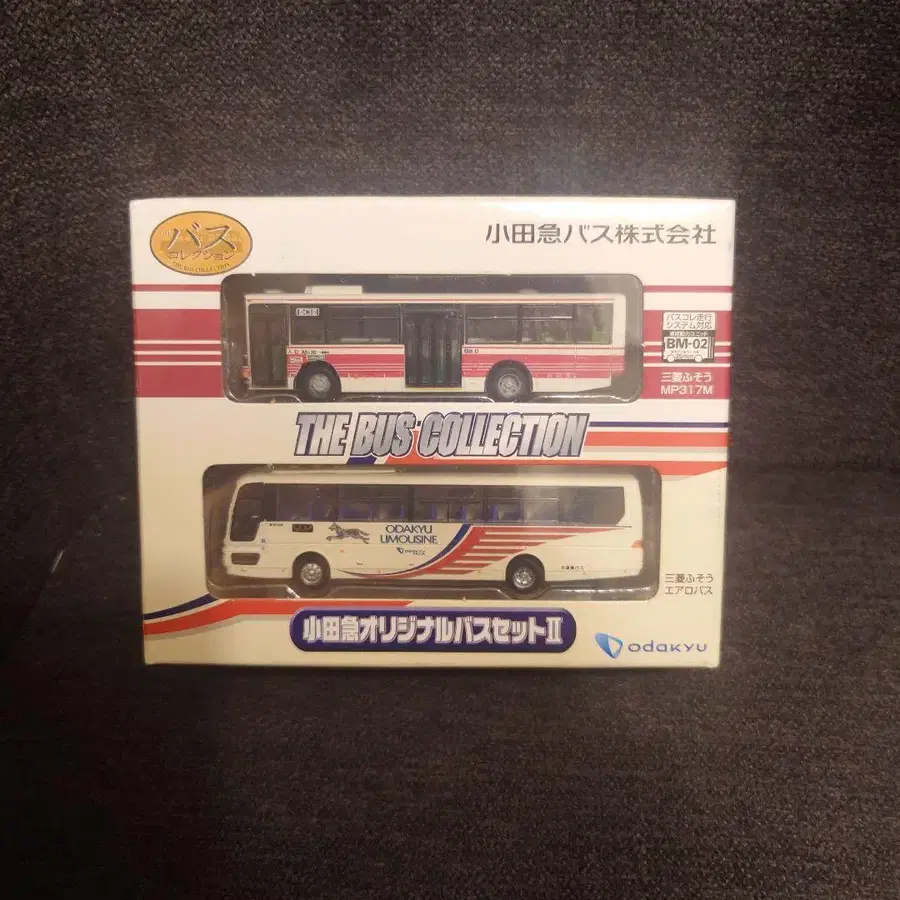 バス
コレクション
THE BUS COLLECTION
小田急バス株式会社
バスコレ走行
システム対応
BM-02
三菱ふそう
MP317M
THE BUS COLLECTION
ODAKYU
LIMOUSINE
三菱ふそう
エアロバス
小田急オリジナルバスセットⅡ
ODAKYU